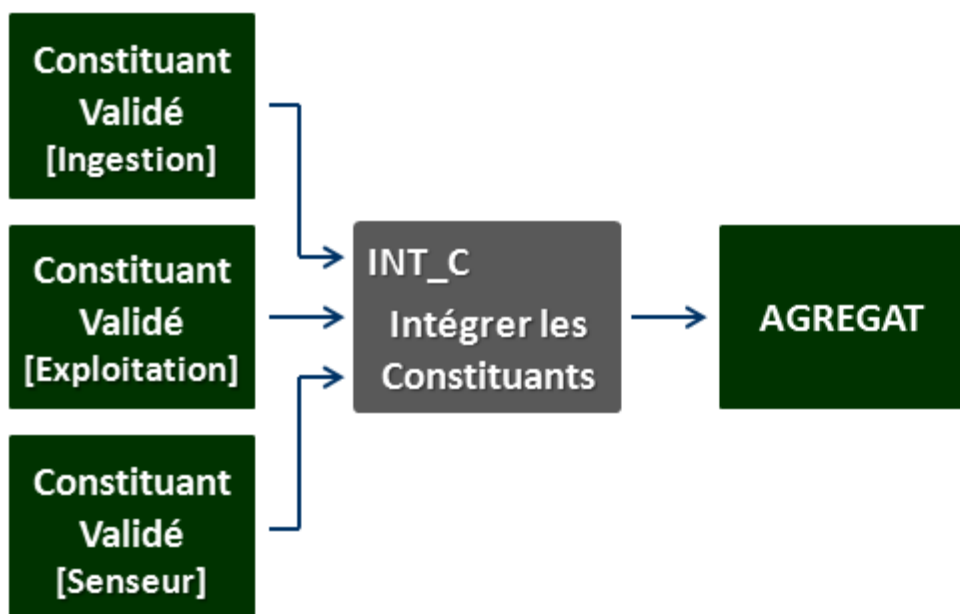 Constituant
Validé
[Ingestion]
Constituant
Validé
[Exploitation]
Constituant
Validé
[Senseur]
INT_C
Intégrer les
Constituants
AGREGAT